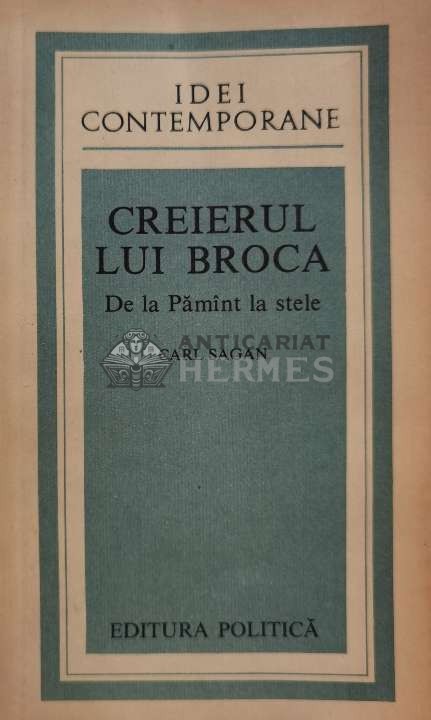 IDEI
CONTEMPORANE
CREIERUL
LUI BROCA
De la Pămînt la stele
ANTICARIAT
CARL SAGAN
HERMES
EDITURA POLITICĂ